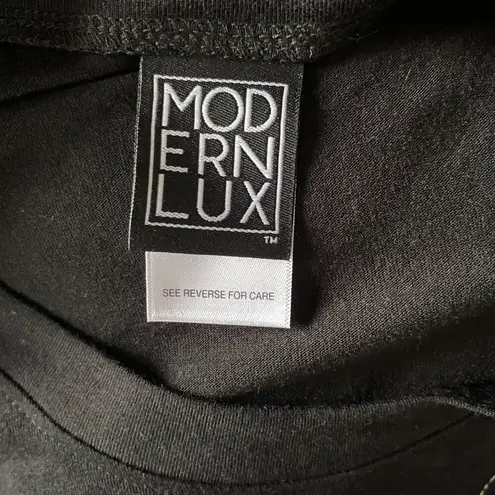 MOD
ERN
LUX
TM
SEE REVERSE FOR CARE